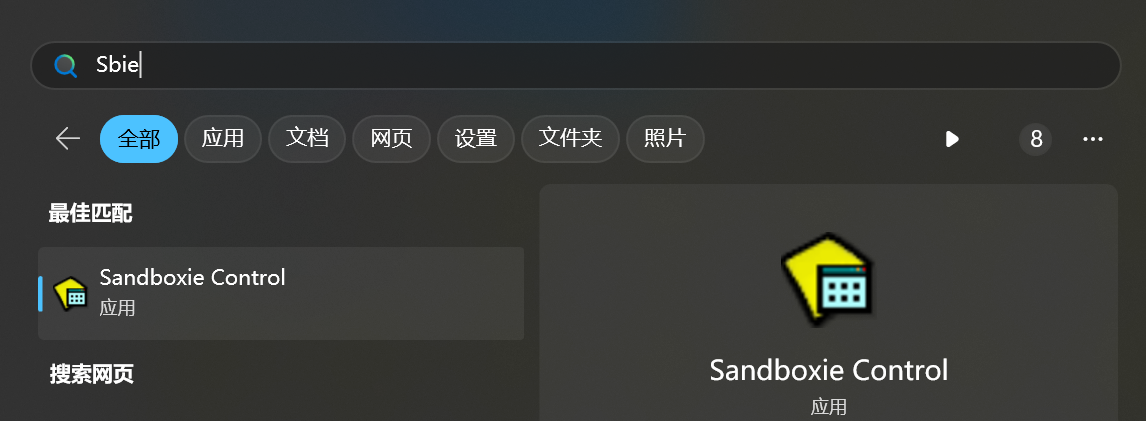 Sbie
全部 应用 文档 网页 设置 文件夹 照片 8
最佳匹配
Sandboxie Control
应用
搜索网页
Sandboxie Control
应用